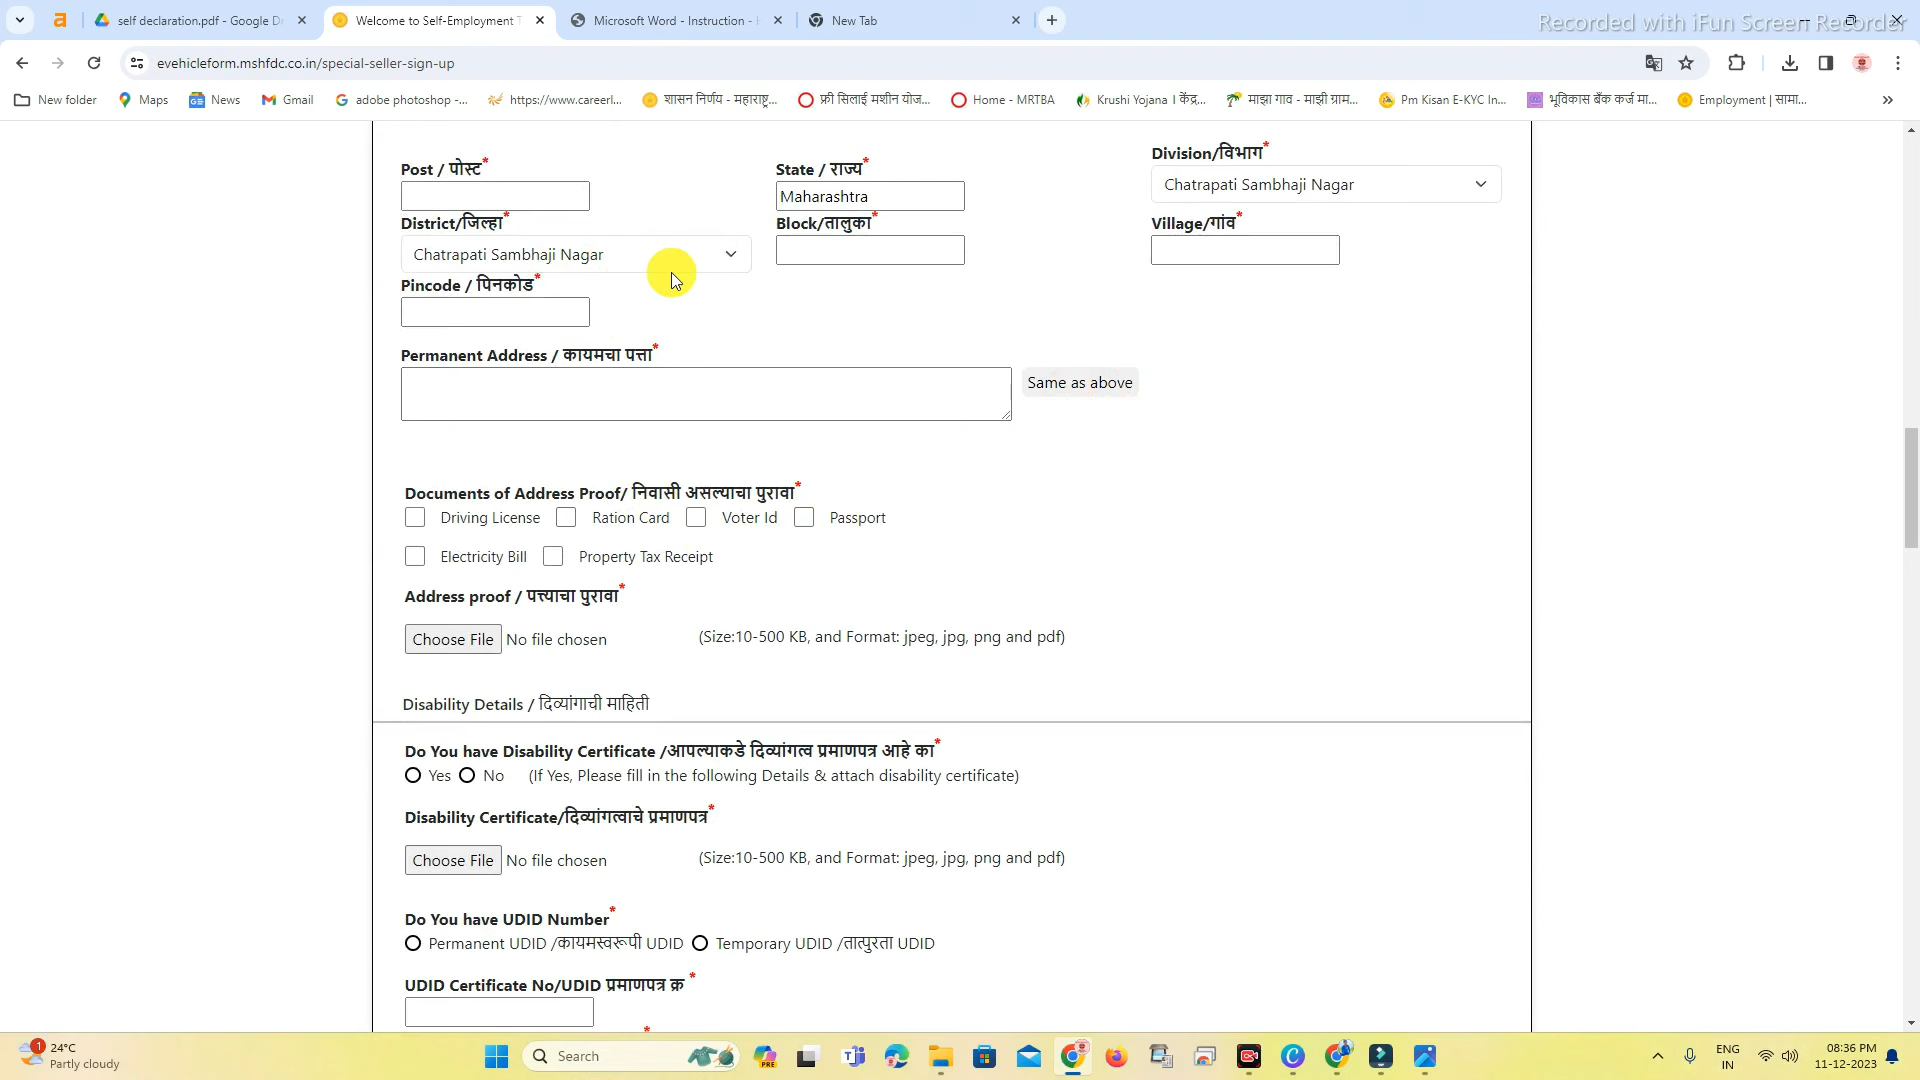 self declaration.pdf - Google Dr
Welcome to Self-Employment T
Microsoft Word - Instruction - H
New Tab
Recorded with iFun Screen Recorder
evehicleform.mshfdc.co.in/special-seller-sign-up
New folder
Maps
News
Gmail
adobe photoshop -...
https://www.careerl...
शासन निर्णय - महाराष्ट्र...
फ्री सिलाई मशीन योज...
Home - MRTBA
Krushi Yojana । केंद्र...
माझा गाव - माझी ग्राम...
Pm Kisan E-KYC In...
भूविकास बँक कर्ज मा...
Employment | सामा...
Post / पोस्ट*
State / राज्य*
Division/विभाग*
Maharashtra
Chatrapati Sambhaji Nagar
District/जिल्हा*
Block/तालुका*
Village/गांव*
Chatrapati Sambhaji Nagar
Pincode / पिनकोड*
Permanent Address / कायमचा पत्ता*
Same as above
Documents of Address Proof/ निवासी असल्याचा पुरावा*
Driving License
Ration Card
Voter Id
Passport
Electricity Bill
Property Tax Receipt
Address proof / पत्त्याचा पुरावा*
Choose File No file chosen
(Size:10-500 KB, and Format: jpeg, jpg, png and pdf)
Disability Details / दिव्यांगाची माहिती
Do You have Disability Certificate /आपल्याकडे दिव्यांगत्व प्रमाणपत्र आहे का*
Yes No (If Yes, Please fill in the following Details & attach disability certificate)
Disability Certificate/दिव्यांगत्वाचे प्रमाणपत्र*
Choose File No file chosen
(Size:10-500 KB, and Format: jpeg, jpg, png and pdf)
Do You have UDID Number*
Permanent UDID /कायमस्वरूपी UDID
Temporary UDID /तात्पुरता UDID
UDID Certificate No/UDID प्रमाणपत्र क्र *
*
1
24°C
Partly cloudy
Search
PRE
ENG
IN
08:36 PM
11-12-2023